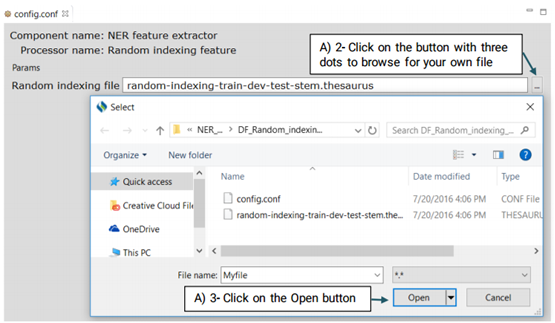 config.conf
Component name: NER feature extractor
Processor name: Random indexing feature
Params
Random indexing file random-indexing-train-dev-test-stem.thesaurus ...
A) 2- Click on the button with three
dots to browse for your own file
Select
« NER_... DF_Random_indexin...
Search DF_Random_indexing_...
Organize New folder
Name Date modified Type
Quick access
Creative Cloud File
OneDrive
This PC
config.conf 7/20/2016 4:06 PM CONF File
random-indexing-train-dev-test-stem.the... 7/20/2016 4:06 PM THESAUR
File name: Myfile *.*
A) 3- Click on the Open button
Open Cancel